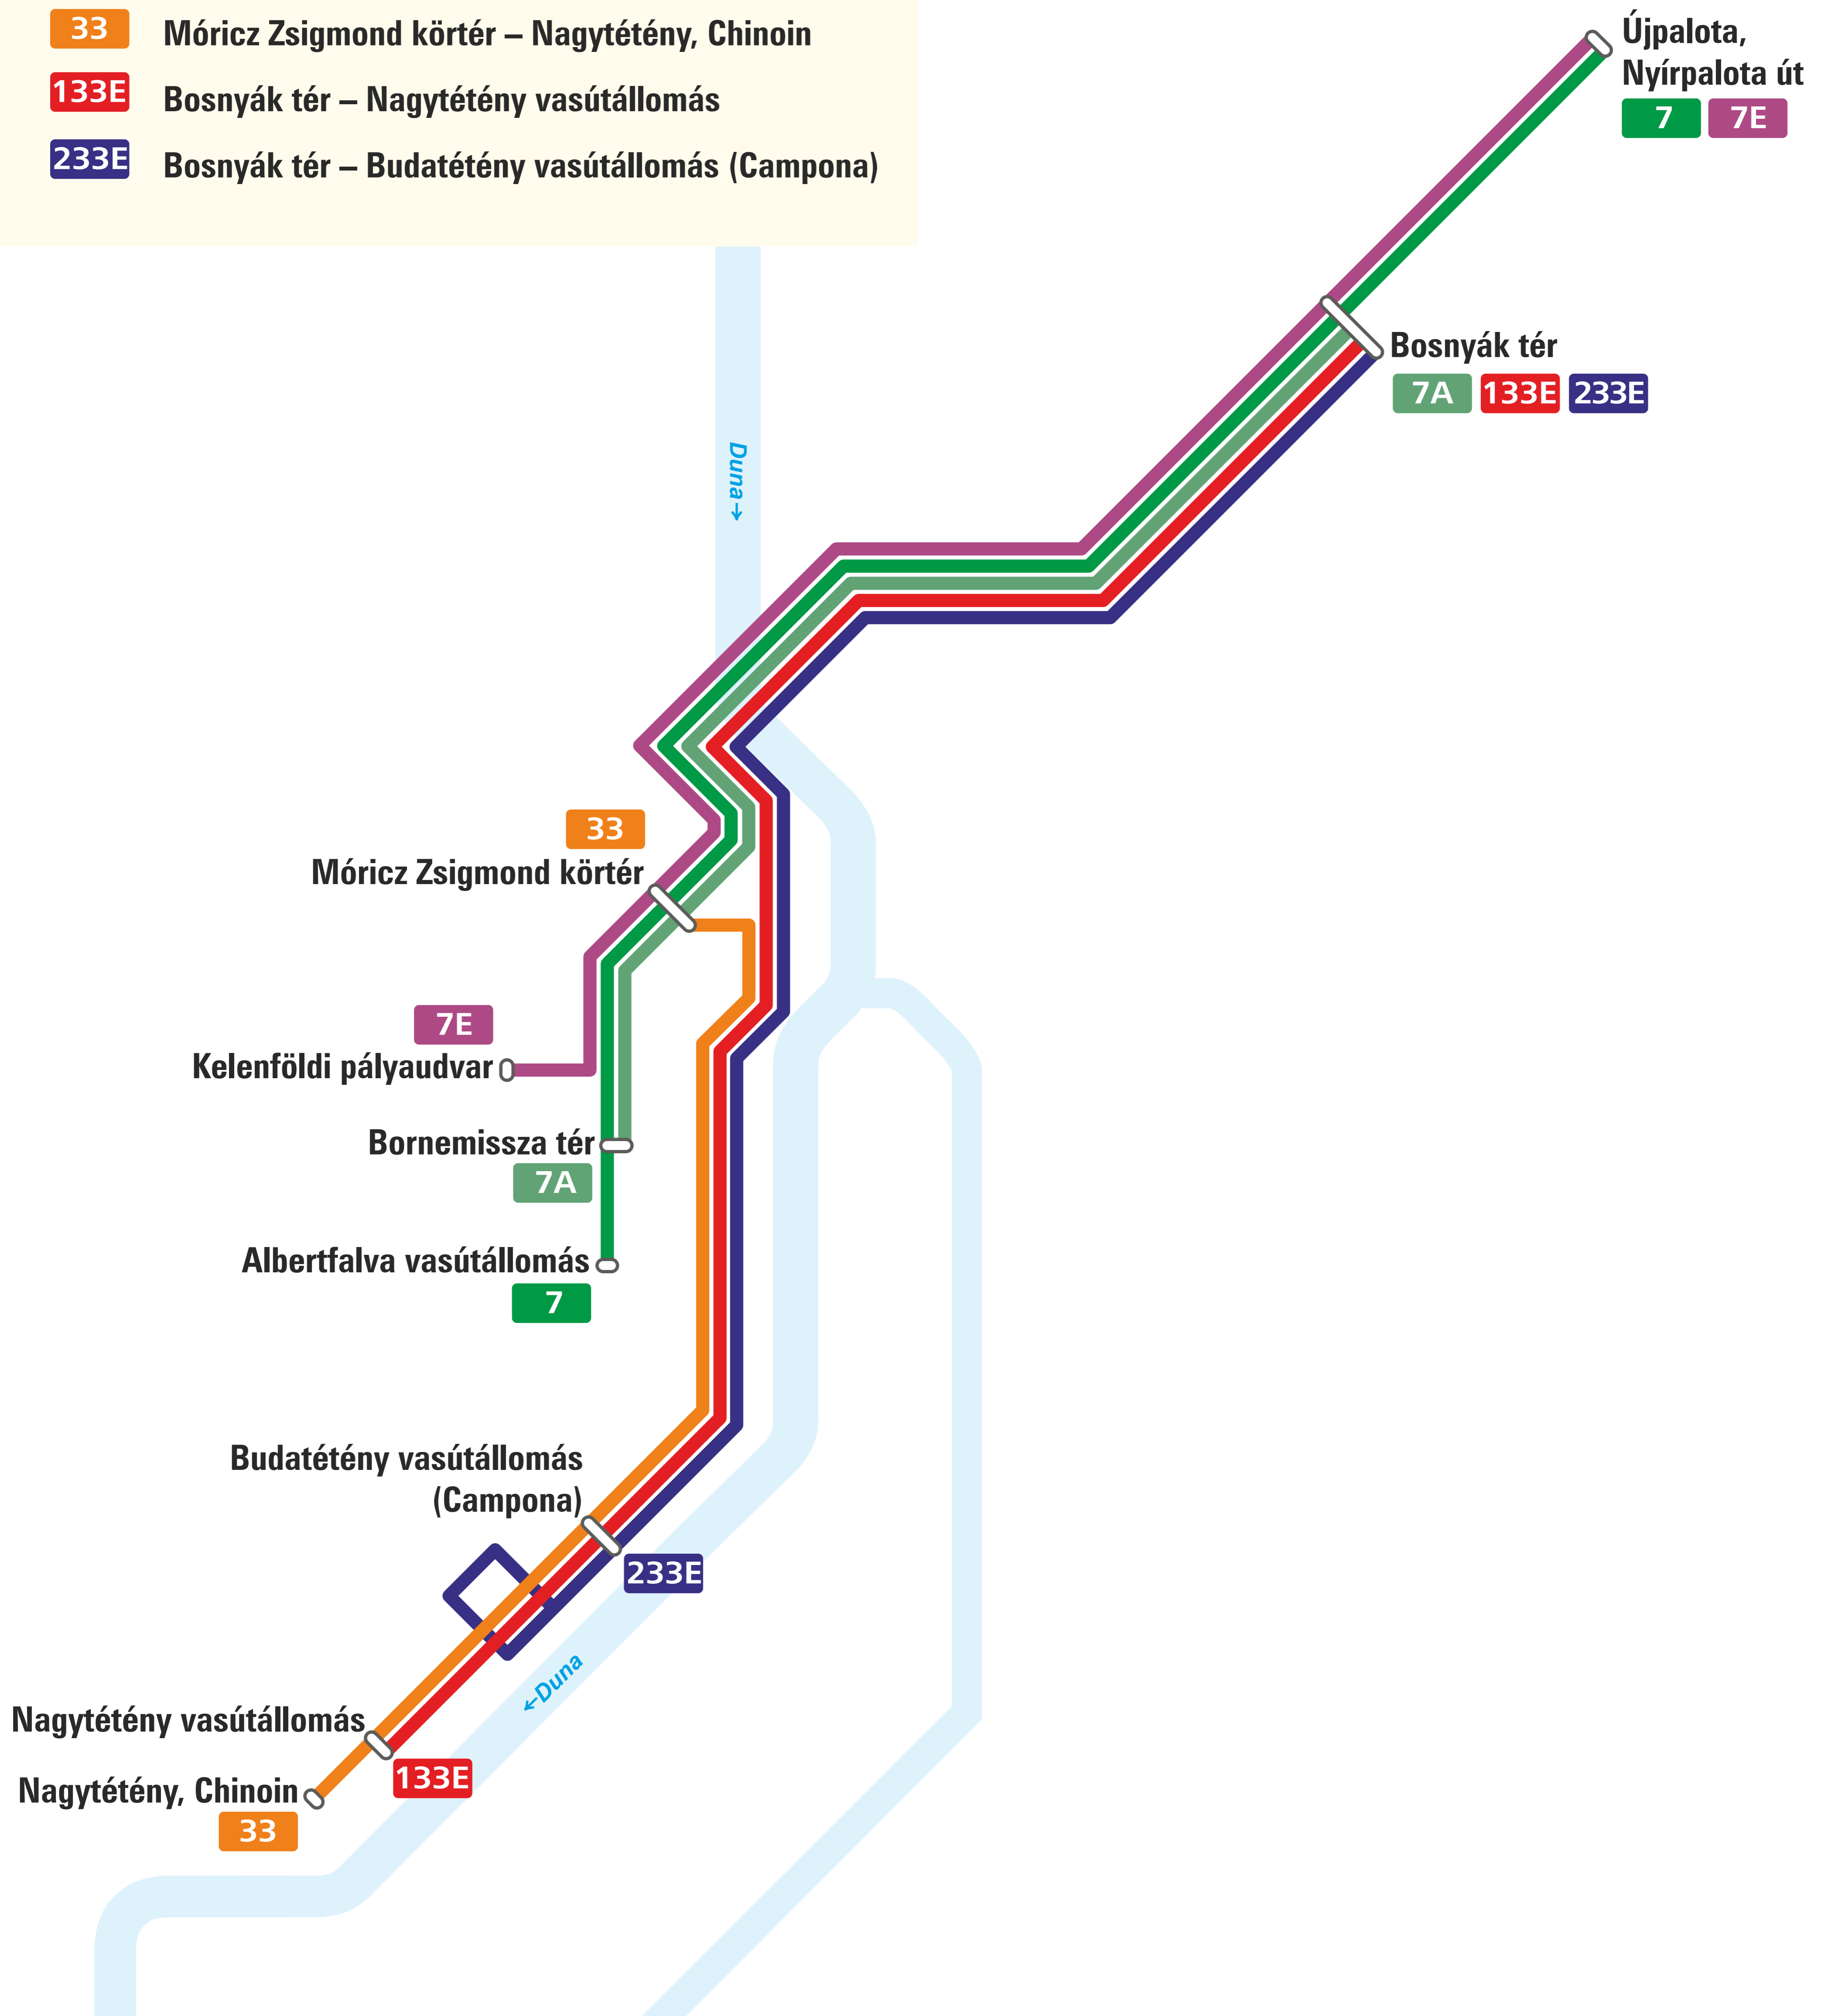 33 Móricz Zsigmond körtér – Nagytétény, Chinoin
133E Bosnyák tér – Nagytétény vasútállomás
233E Bosnyák tér – Budatétény vasútállomás (Campona)
Újpalota,
Nyírpalota út
7 7E
Bosnyák tér
7A 133E 233E
Duna→
33
Móricz Zsigmond körtér
7E
Kelenföldi pályaudvar
Bornemissza tér
7A
Albertfalva vasútállomás
7
Budatétény vasútállomás
(Campona)
233E
←Duna
Nagytétény vasútállomás
133E
Nagytétény, Chinoin
33